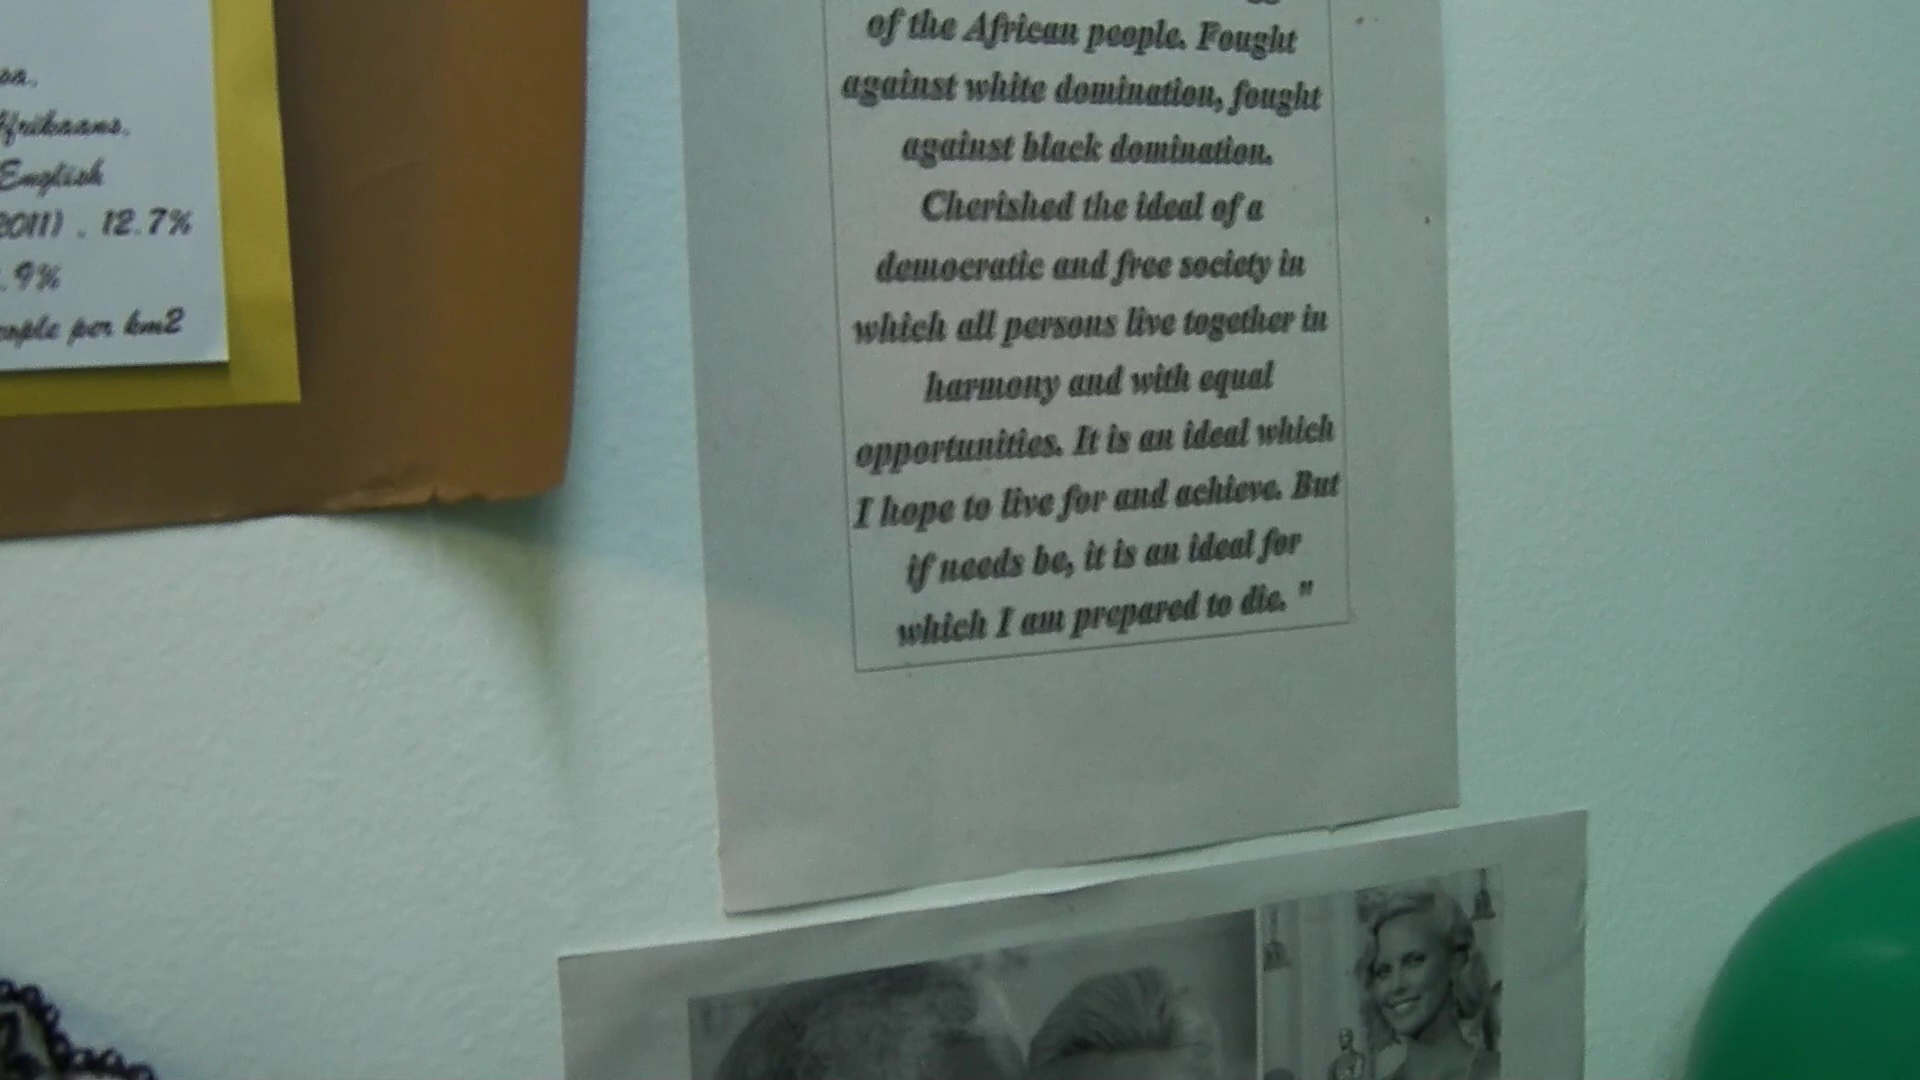 on.
Afrikaans.
English
2011) . 12.7%
.9%
people per km2
of the African people. Fought
against white domination, fought
against black domination.
Cherished the ideal of a
democratic and free society in
which all persons live together in
harmony and with equal
opportunities. It is an ideal which
I hope to live for and achieve. But
if needs be, it is an ideal for
which I am prepared to die. "